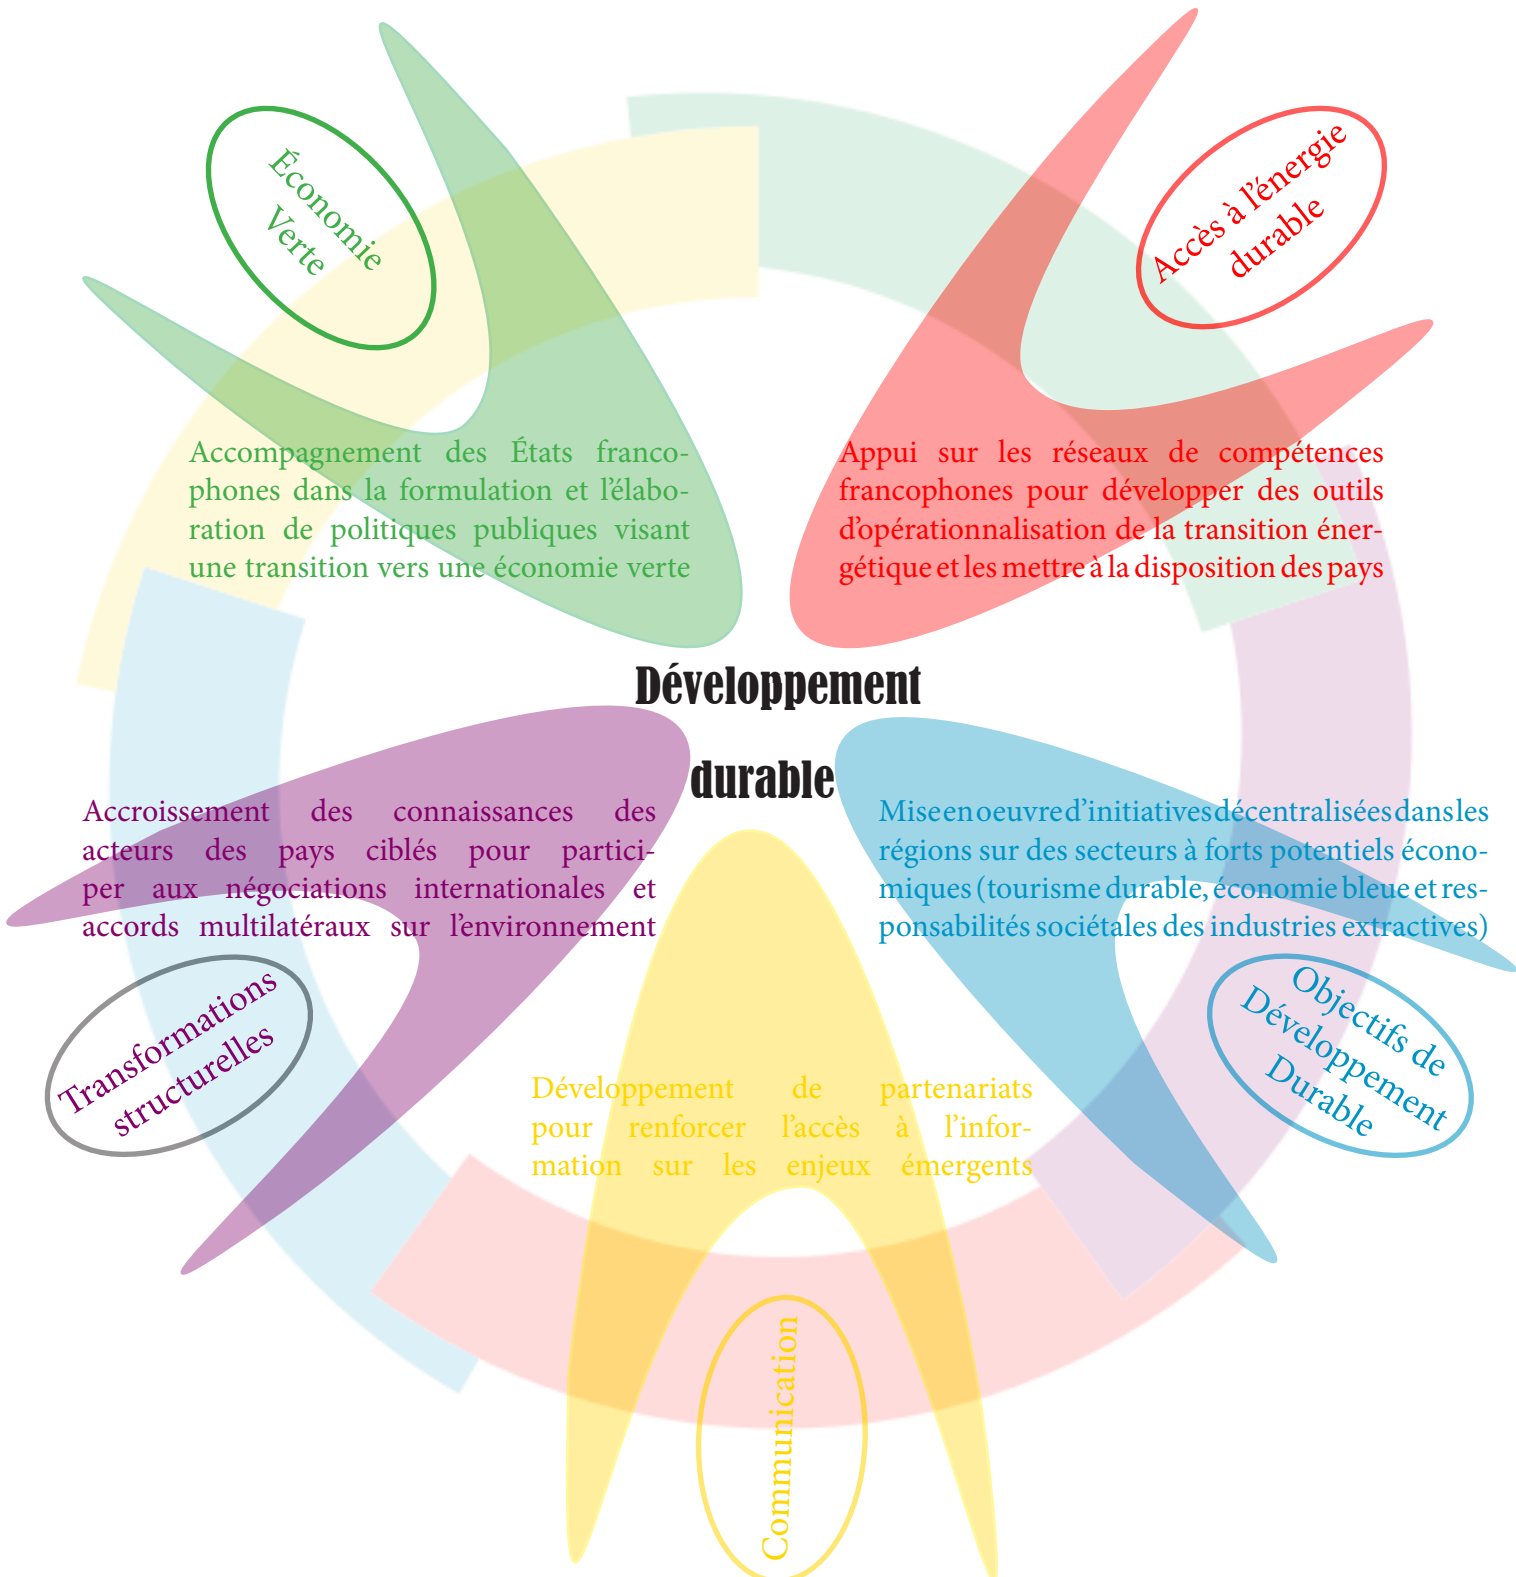 Économie
Verte
Accès à l'énergie
durable
Accompagnement des États franco-
phones dans la formulation et l'élabo-
ration de politiques publiques visant
une transition vers une économie verte
Appui sur les réseaux de compétences
francophones pour développer des outils
d'opérationnalisation de la transition éner-
gétique et les mettre à la disposition des pays
Développement
durable
Accroissement des connaissances des
acteurs des pays ciblés pour partici-
per aux négociations internationales et
accords multilatéraux sur l'environnement
Mise en oeuvre d'initiatives décentralisées dans les
régions sur des secteurs à forts potentiels écono-
miques (tourisme durable, économie bleue et res-
ponsabilités sociétales des industries extractives)
Transformations
structurelles
Objectifs de
Développement
Durable
Développement de partenariats
pour renforcer l'accès à l'infor-
mation sur les enjeux émergents
Communication